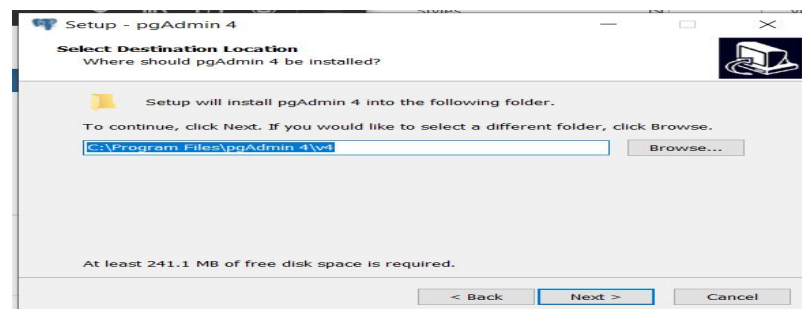 Setup - pgAdmin 4
Select Destination Location
Where should pgAdmin 4 be installed?
Setup will install pgAdmin 4 into the following folder.
To continue, click Next. If you would like to select a different folder, click Browse.
C:\Program Files\pgAdmin 4\v4
Browse...
At least 241.1 MB of free disk space is required.
< Back
Next >
Cancel